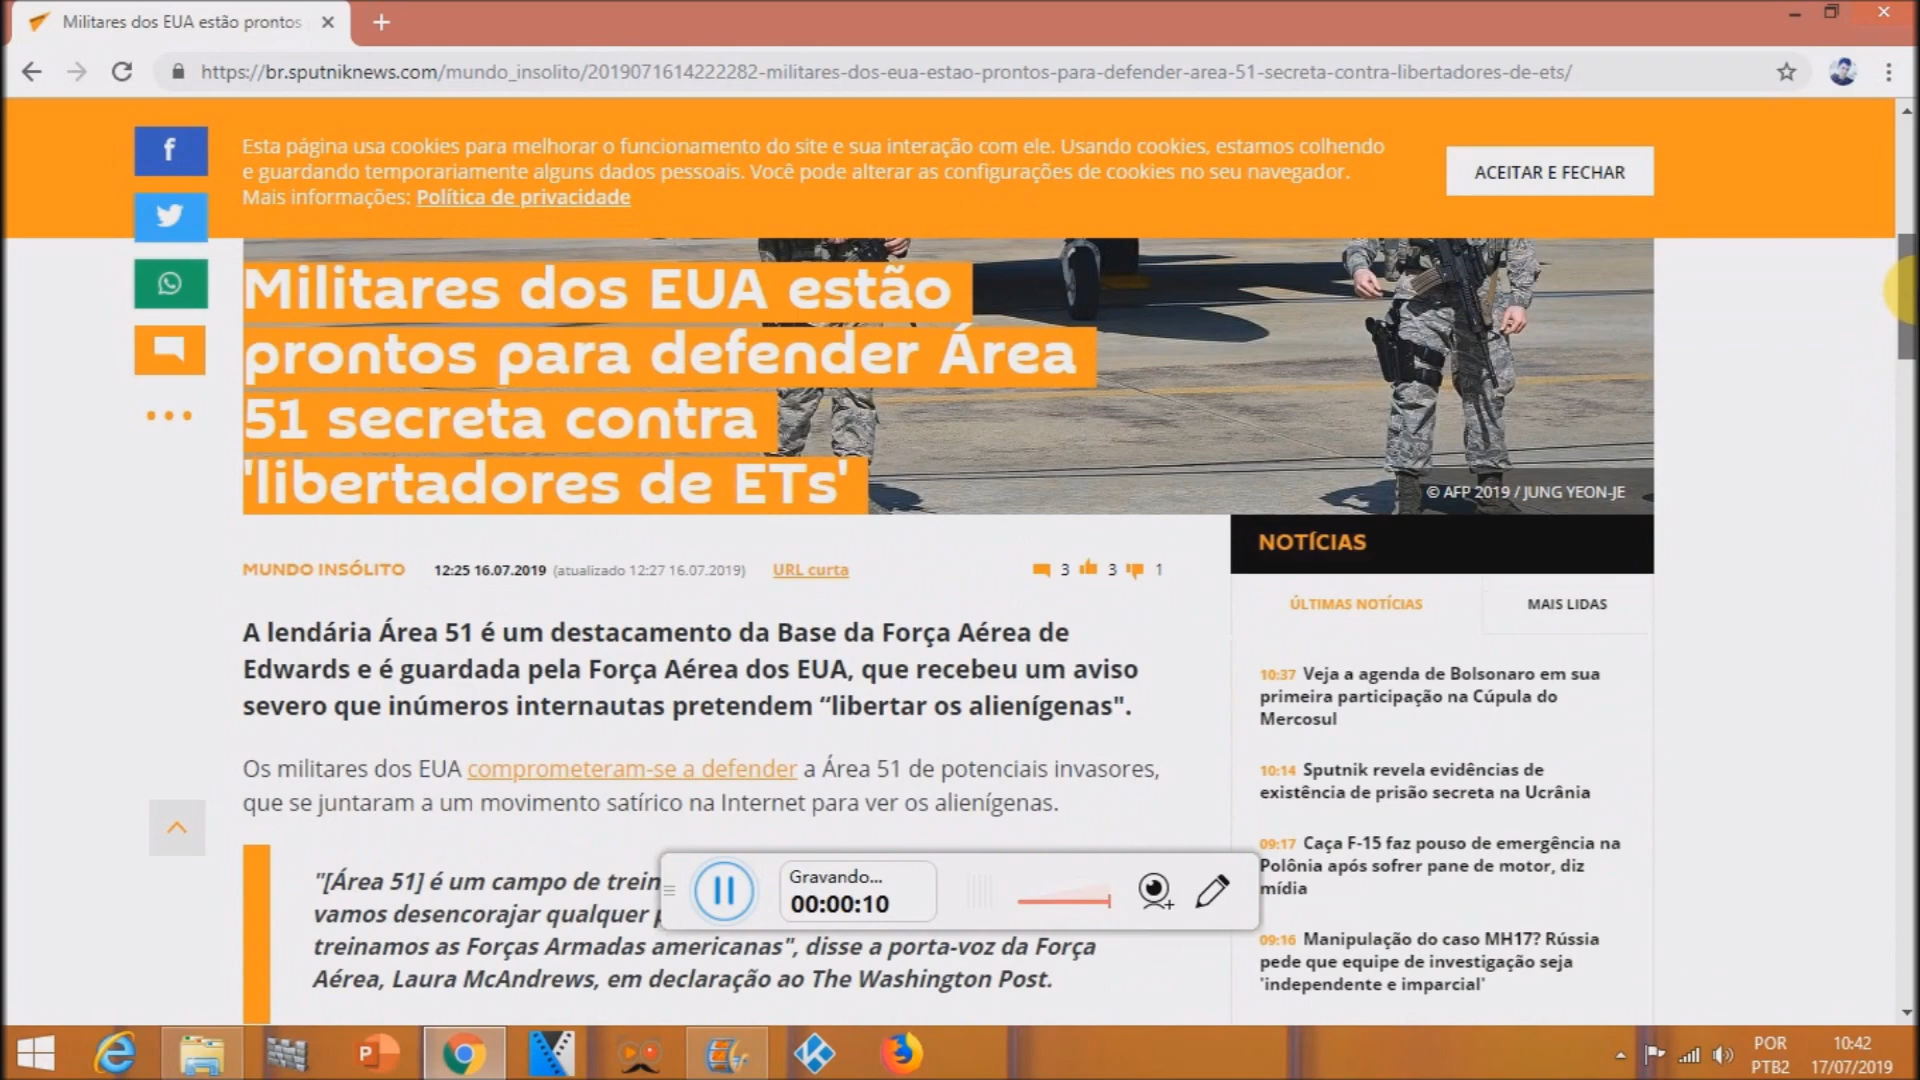 Militares dos EUA estão prontos
https://br.sputniknews.com/mundo_insolito/2019071614222282-militares-dos-eua-estao-prontos-para-defender-area-51-secreta-contra-libertadores-de-ets/
Esta página usa cookies para melhorar o funcionamento do site e sua interação com ele. Usando cookies, estamos colhendo
e guardando temporariamente alguns dados pessoais. Você pode alterar as configurações de cookies no seu navegador.
Mais informações: Política de privacidade
ACEITAR E FECHAR
Militares dos EUA estão
prontos para defender Área
51 secreta contra
'libertadores de ETs'
© AFP 2019 / JUNG YEON-JE
MUNDO INSÓLITO 12:25 16.07.2019 (atualizado 12:27 16.07.2019) URL curta
3 3 1
A lendária Área 51 é um destacamento da Base da Força Aérea de
Edwards e é guardada pela Força Aérea dos EUA, que recebeu um aviso
severo que inúmeros internautas pretendem “libertar os alienígenas".
Os militares dos EUA comprometeram-se a defender a Área 51 de potenciais invasores,
que se juntaram a um movimento satírico na Internet para ver os alienígenas.
"[Área 51] é um campo de trein
vamos desencorajar qualquer p
treinamos as Forças Armadas americanas", disse a porta-voz da Força
Aérea, Laura McAndrews, em declaração ao The Washington Post.
NOTÍCIAS
ÚLTIMAS NOTÍCIAS
MAIS LIDAS
10:37 Veja a agenda de Bolsonaro em sua
primeira participação na Cúpula do
Mercosul
10:14 Sputnik revela evidências de
existência de prisão secreta na Ucrânia
09:17 Caça F-15 faz pouso de emergência na
Polônia após sofrer pane de motor, diz
mídia
09:16 Manipulação do caso MH17? Rússia
pede que equipe de investigação seja
'independente e imparcial'
Gravando...
00:00:10
POR
PTB2
10:42
17/07/2019